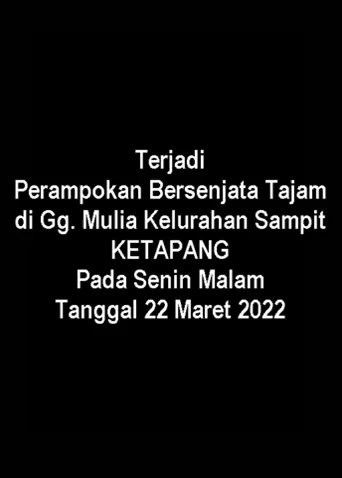 Terjadi
Perampokan Bersenjata Tajam
di Gg. Mulia Kelurahan Sampit
KETAPANG
Pada Senin Malam
Tanggal 22 Maret 2022